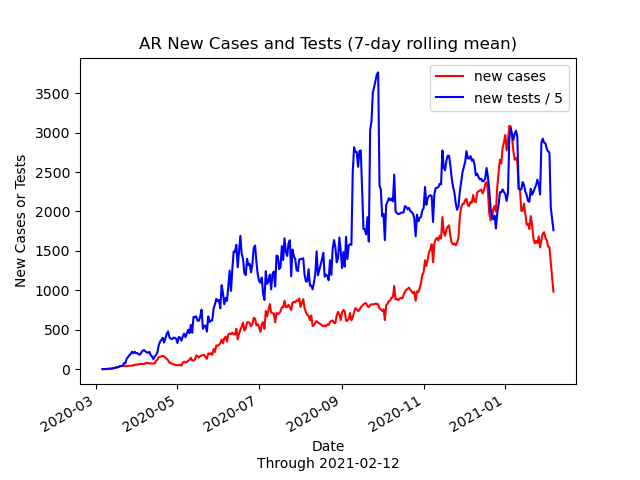 AR New Cases and Tests (7-day rolling mean)
new cases
new tests / 5
New Cases or Tests
3500
3000
2500
2000
1500
1000
500
0
2020-03
2020-05
2020-07
2020-09
2020-11
2021-01
Date
Through 2021-02-12